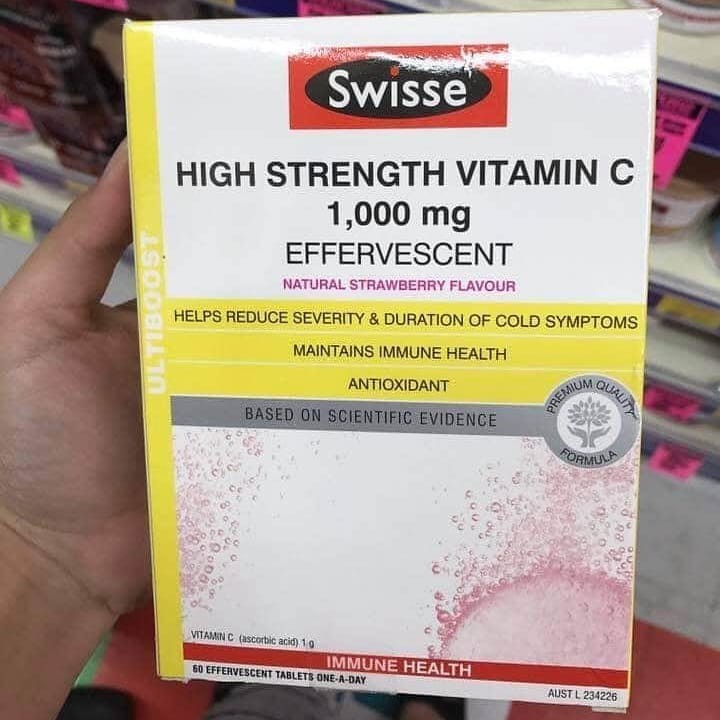 Swisse
HIGH STRENGTH VITAMIN C
1,000 mg
EFFERVESCENT
NATURAL STRAWBERRY FLAVOUR
HELPS REDUCE SEVERITY & DURATION OF COLD SYMPTOMS
MAINTAINS IMMUNE HEALTH
ANTIOXIDANT
BASED ON SCIENTIFIC EVIDENCE
PREMIUM QUALITY
FORMULA
ULTIBOOST
VITAMIN C (ascorbic acid) 1 g
IMMUNE HEALTH
60 EFFERVESCENT TABLETS ONE-A-DAY
AUST L 234226